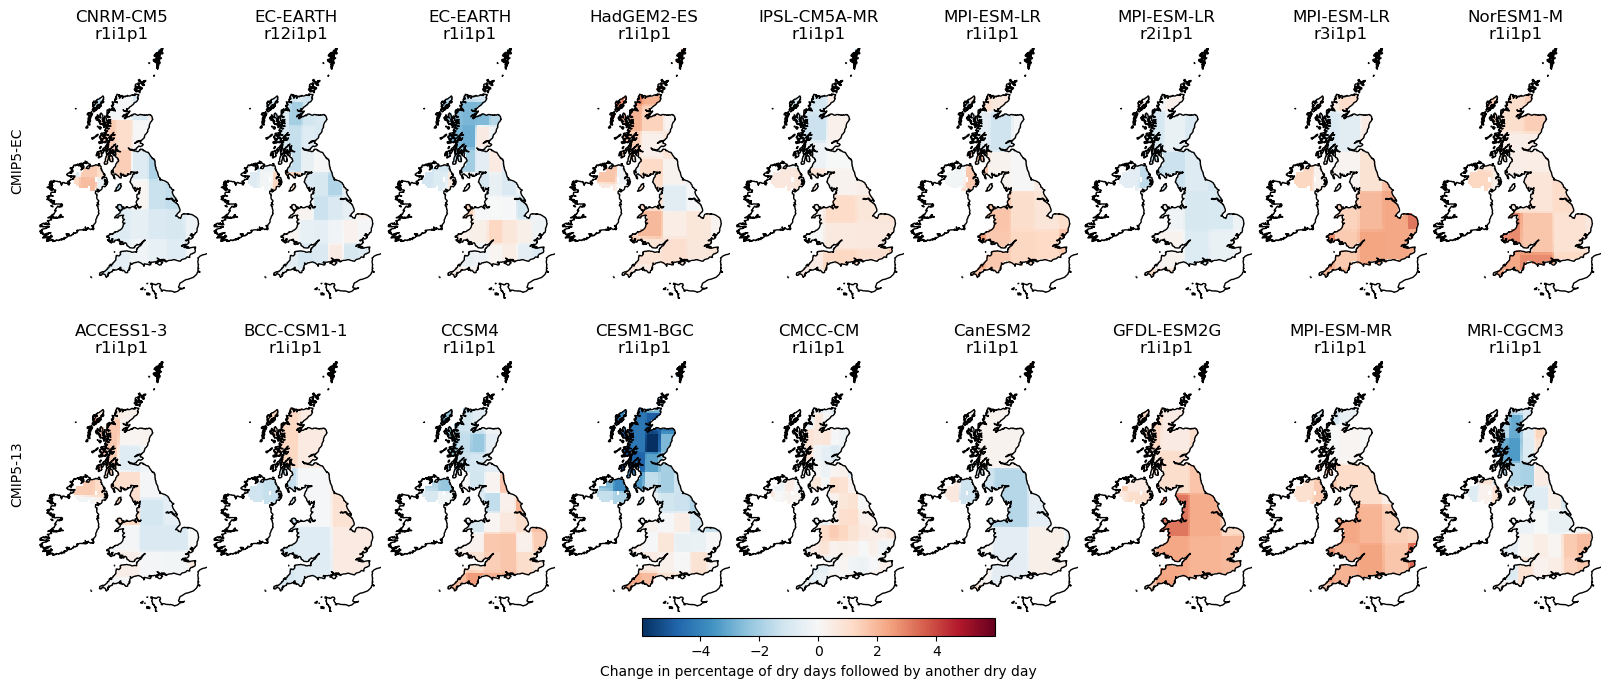 CNRM-CM5 EC-EARTH EC-EARTH HadGEM2-ES IPSL-CM5A-MR MPI-ESM-LR MPI-ESM-LR MPI-ESM-LR NorESM1-M
r1i1p1 r12i1p1 r1i1p1 r1i1p1 r1i1p1 r1i1p1 r2i1p1 r3i1p1 r1i1p1
CMIP5-EC
ACCESS1-3 BCC-CSM1-1 CCSM4 CESM1-BGC CMCC-CM CanESM2 GFDL-ESM2G MPI-ESM-MR MRI-CGCM3
r1i1p1 r1i1p1 r1i1p1 r1i1p1 r1i1p1 r1i1p1 r1i1p1 r1i1p1 r1i1p1
CMIP5-13
−4 −2 0 2 4
Change in percentage of dry days followed by another dry day